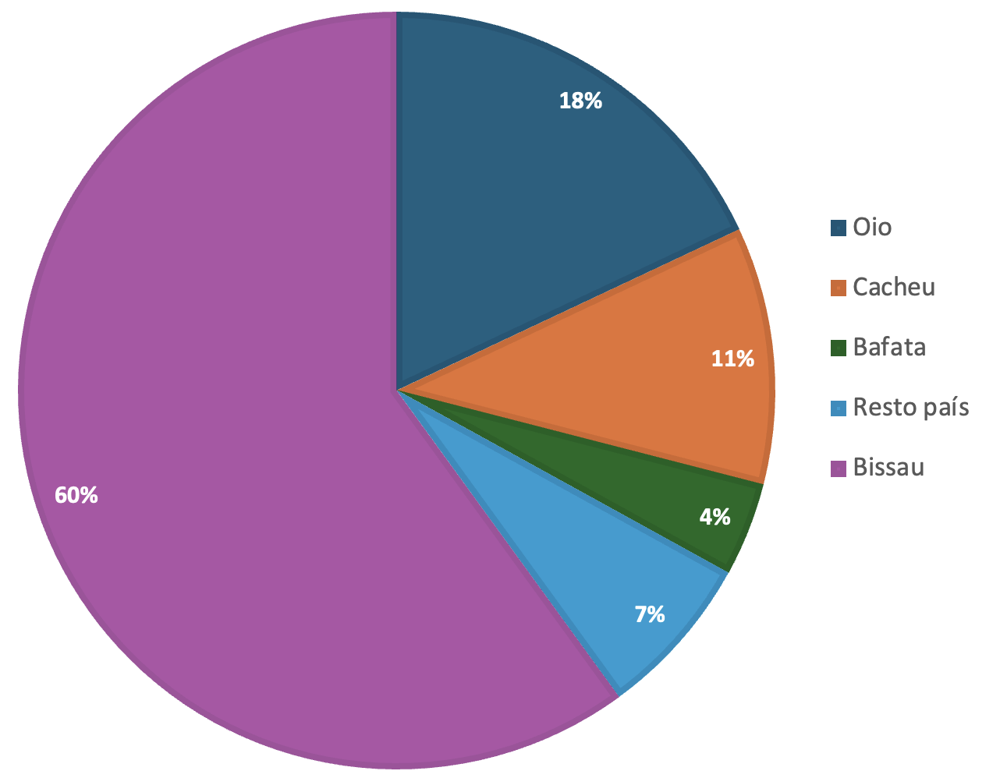 18%
11%
4%
7%
60%
Oio
Cacheu
Bafata
Resto país
Bissau